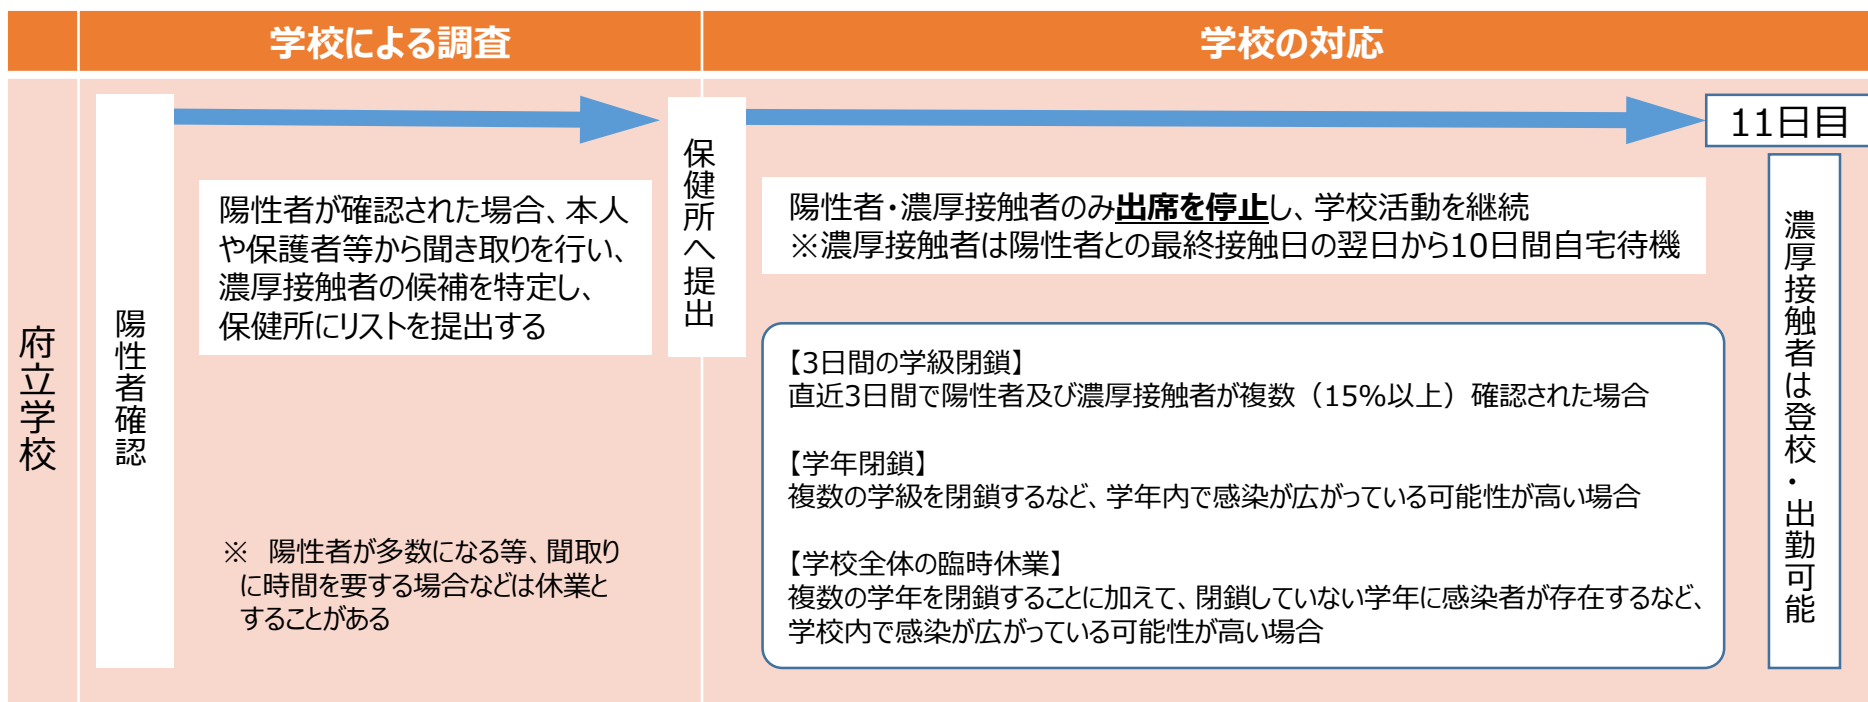 学校による調査
学校の対応
府立学校
陽性者確認
陽性者が確認された場合、本人
や保護者等から聞き取りを行い、
濃厚接触者の候補を特定し、
保健所にリストを提出する
※　陽性者が多数になる等、聞取り
に時間を要する場合などは休業と
することがある
保健所へ提出
陽性者・濃厚接触者のみ出席を停止し、学校活動を継続
※濃厚接触者は陽性者との最終接触日の翌日から10日間自宅待機
【3日間の学級閉鎖】
直近3日間で陽性者及び濃厚接触者が複数（15%以上）確認された場合
【学年閉鎖】
複数の学級を閉鎖するなど、学年内で感染が広がっている可能性が高い場合
【学校全体の臨時休業】
複数の学年を閉鎖することに加えて、閉鎖していない学年に感染者が存在するなど、
学校内で感染が広がっている可能性が高い場合
11日目
濃厚接触者は登校・出勤可能